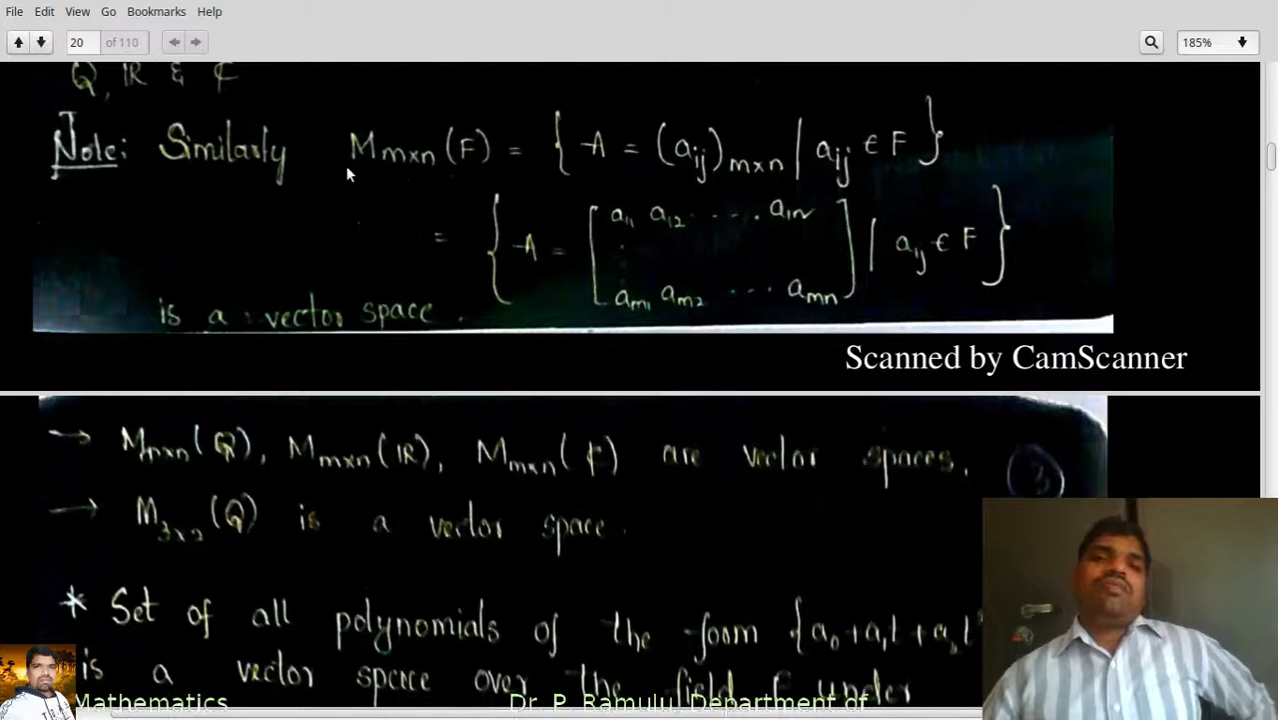 File Edit View Go Bookmarks Help
20 of 110 185%
Q, IR & ₵
Note: Similarly Mm×n(F) = { A = (aij)m×n | aij ∈ F }
= { A = [ a11 a12 ... a1n
am1 am2 ... amn ] | aij ∈ F }
is a vector space.
Scanned by CamScanner
→ Mm×n(Q), Mm×n(IR), Mm×n(₵) are vector spaces. 3
→ M3×2(Q) is a vector space.
* Set of all polynomials of the form {a0+a1t+a2t
is a vector space over the field F under
Mathematics Dr. P. Ramulu, Department of